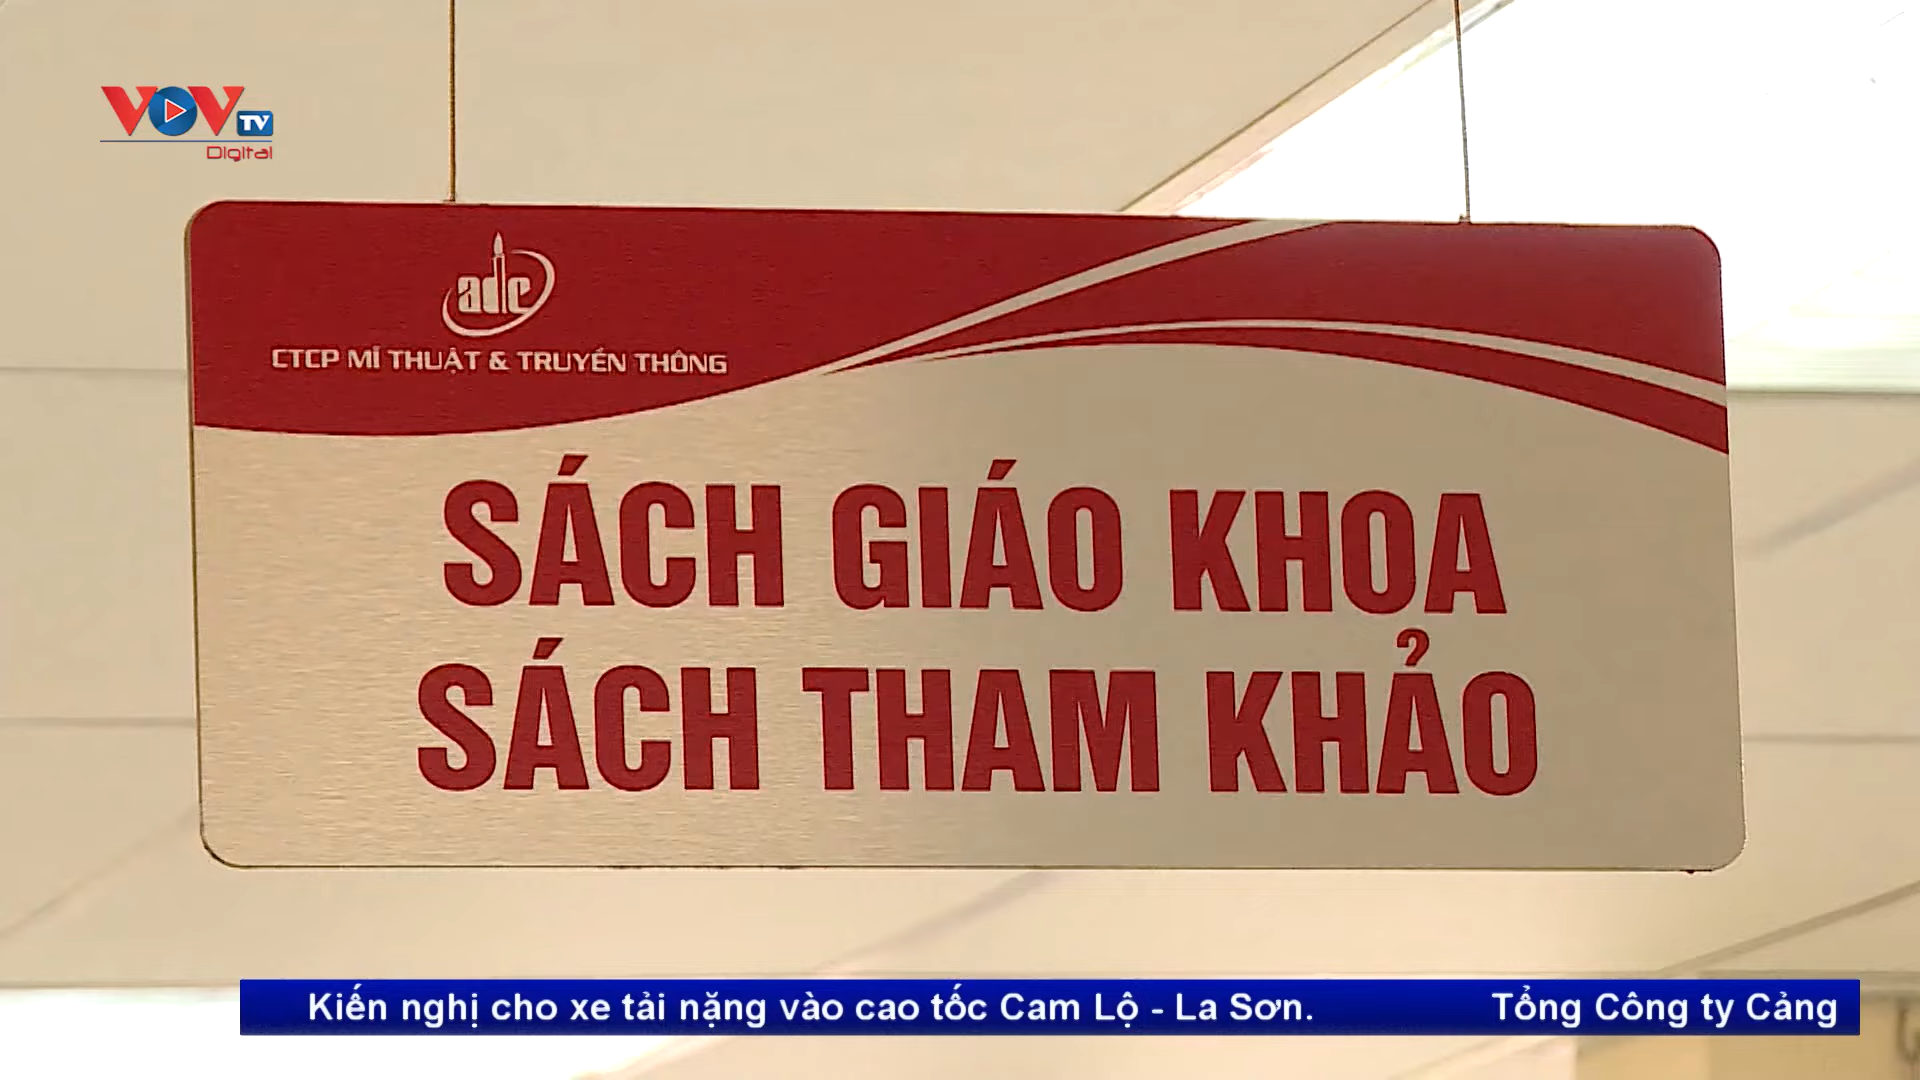 VOV TV
Digital
adc
CTCP MĨ THUẬT & TRUYỀN THÔNG
SÁCH GIÁO KHOA
SÁCH THAM KHẢO
Kiến nghị cho xe tải nặng vào cao tốc Cam Lộ - La Sơn. Tổng Công ty Cảng